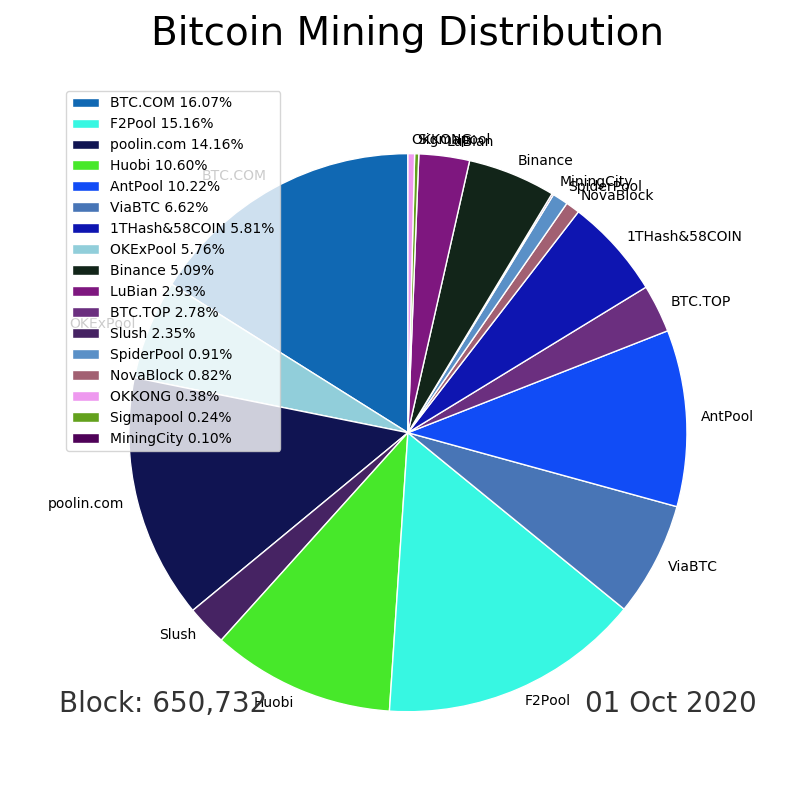 Bitcoin Mining Distribution
BTC.COM 16.07%
F2Pool 15.16%
poolin.com 14.16%
Huobi 10.60%
AntPool 10.22%
ViaBTC 6.62%
1THash&58COIN 5.81%
OKExPool 5.76%
Binance 5.09%
LuBian 2.93%
BTC.TOP 2.78%
Slush 2.35%
SpiderPool 0.91%
NovaBlock 0.82%
OKKONG 0.38%
Sigmapool 0.24%
MiningCity 0.10%
OKKONG
Sigmapool
LuBian
Binance
MiningCity
SpiderPool
NovaBlock
1THash&58COIN
BTC.TOP
AntPool
ViaBTC
F2Pool
Huobi
Slush
poolin.com
OKExPool
BTC.COM
Block: 650,732
01 Oct 2020